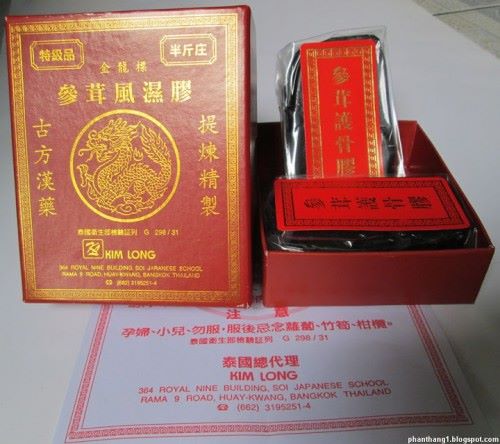 特級品
半斤庄
金龍標
參茸風濕膠
古方漢藥
提煉精製
泰國衛生部檢驗証列 G 298/31
KIM LONG
364 ROYAL NINE BUILDING, SOI JAPANESE SCHOOL
RAMA 9 ROAD, HUAY-KWANG, BANGKOK THAILAND
☎ (662) 3195251-4
參茸護骨膠
參茸護骨膠
注意
孕婦、小兒、勿服·服後忌念蘿蔔、竹筍、柑欖。
泰國衛生部檢驗証列 G 298/31
泰國總代理
KIM LONG
364 ROYAL NINE BUILDING, SOI JAPANESE SCHOOL
RAMA 9 ROAD, HUAY-KWANG, BANGKOK THAILAND
☎ (662) 3195251-4
phanthang1.blogspot.com